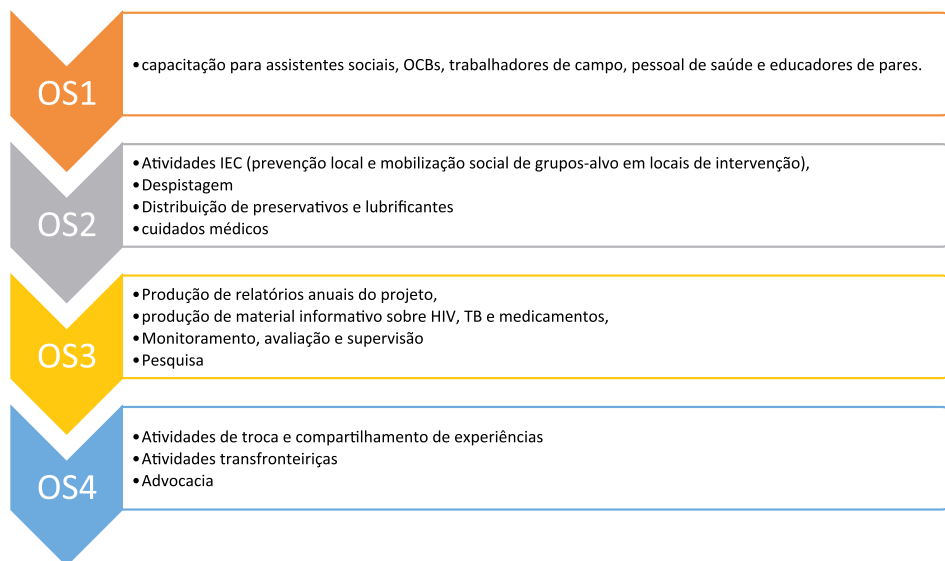 OS1
•capacitação para assistentes sociais, OCBs, trabalhadores de campo, pessoal de saúde e educadores de pares.
OS2
•Atividades IEC (prevenção local e mobilização social de grupos-alvo em locais de intervenção),
•Despistagem
•Distribuição de preservativos e lubrificantes
•cuidados médicos
OS3
•Produção de relatórios anuais do projeto,
•produção de material informativo sobre HIV, TB e medicamentos,
•Monitoramento, avaliação e supervisão
•Pesquisa
OS4
•Atividades de troca e compartilhamento de experiências
•Atividades transfronteiriças
•Advocacia